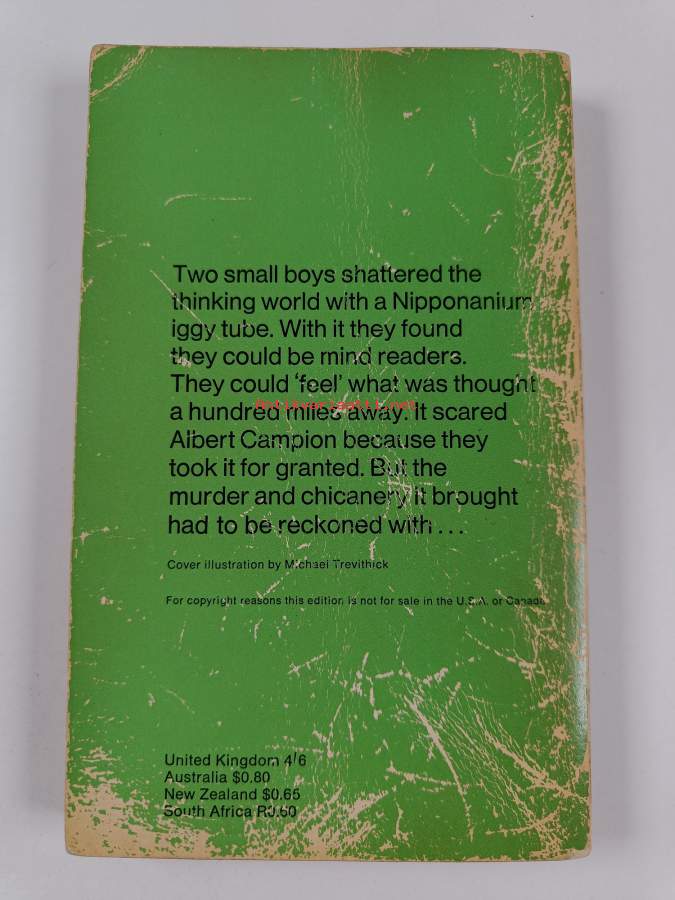 Two small boys shattered the
thinking world with a Nipponanium
iggy tube. With it they found
they could be mind readers.
They could 'feel' what was thought
a hundred miles away. It scared
Antikvariaatti.net
Albert Campion because they
took it for granted. But the
murder and chicanery it brought
had to be reckoned with...
Cover illustration by Michael Trevithick
For copyright reasons this edition is not for sale in the U.S.A. or Canada
United Kingdom 4/6
Australia $0.80
New Zealand $0.65
South Africa R0.60